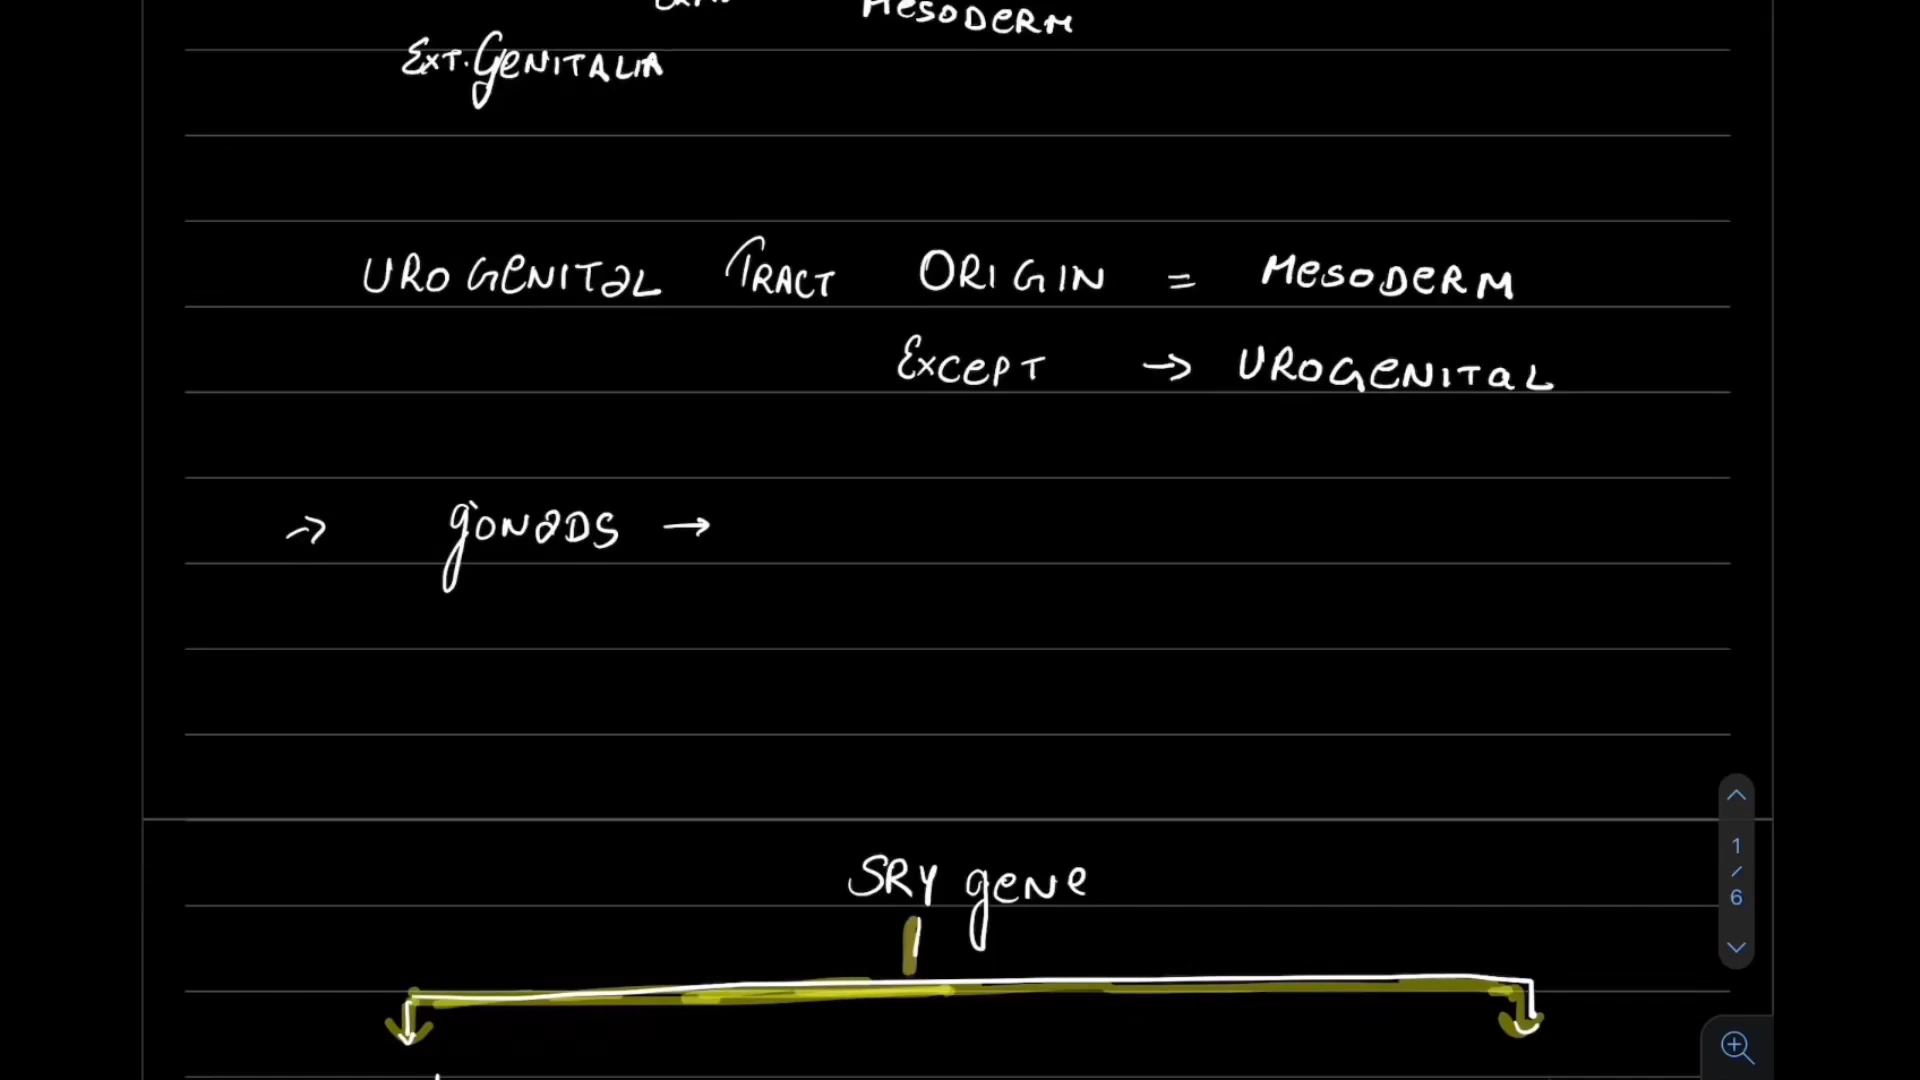 MESODERM
EXT. GENITALIA
UROGENITAL TRACT ORIGIN = MESODERM
EXCEPT → UROGENITAL
→ GONADS →
1
/
6
SRY gene